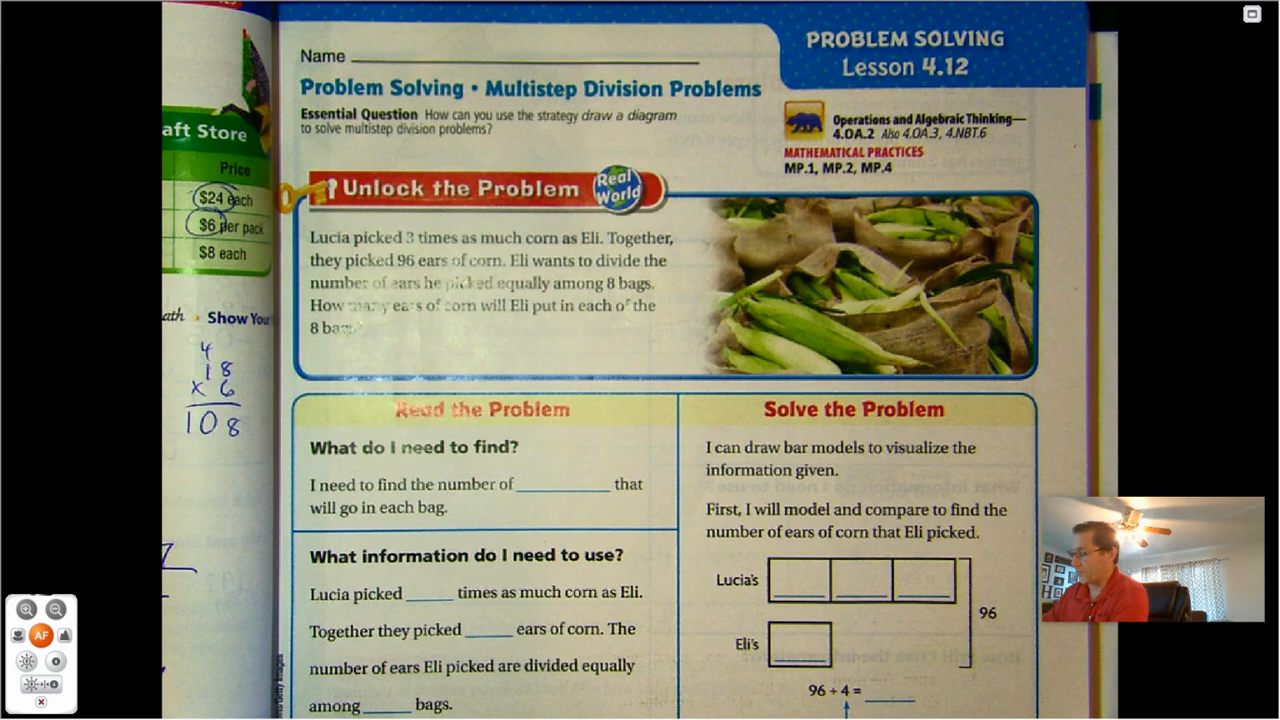 aft Store
Price
$24 each
$6 per pack
$8 each
ath • Show Your
4
18
x 6
108
Name
PROBLEM SOLVING
Lesson 4.12
Problem Solving • Multistep Division Problems
Essential Question How can you use the strategy draw a diagram
to solve multistep division problems?
Operations and Algebraic Thinking—
4.OA.2 Also 4.OA.3, 4.NBT.6
MATHEMATICAL PRACTICES
MP.1, MP.2, MP.4
Unlock the Problem
Real
World
Lucia picked 3 times as much corn as Eli. Together,
they picked 96 ears of corn. Eli wants to divide the
number of ears he picked equally among 8 bags.
How many ears of corn will Eli put in each of the
8 bags?
Read the Problem
What do I need to find?
I need to find the number of __________ that
will go in each bag.
What information do I need to use?
Lucia picked _____ times as much corn as Eli.
Together they picked _____ ears of corn. The
number of ears Eli picked are divided equally
among _____ bags.
Solve the Problem
I can draw bar models to visualize the
information given.
First, I will model and compare to find the
number of ears of corn that Eli picked.
Lucia's
96
Eli's
96 ÷ 4 = _____
AF